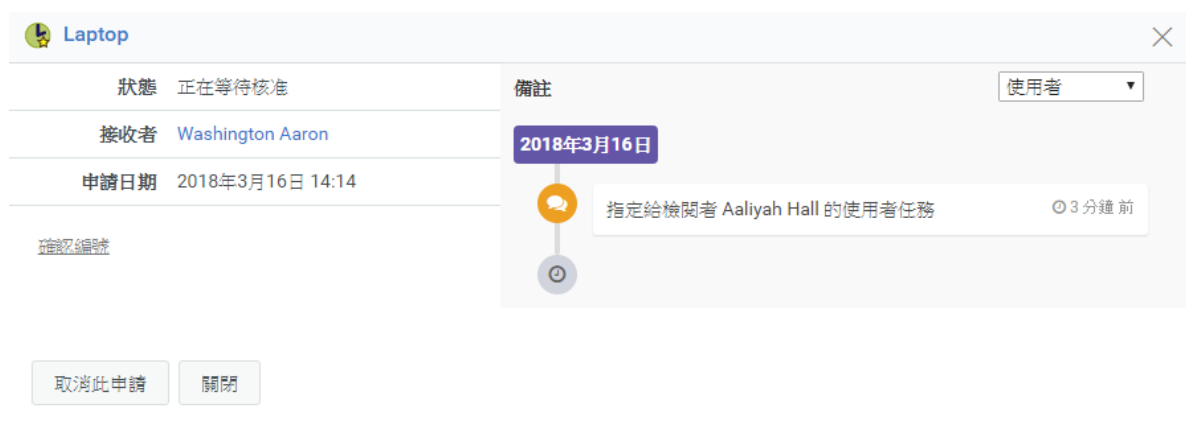 Laptop
狀態 正在等待核准
接收者 Washington Aaron
申請日期 2018年3月16日 14:14
確認編號
備註
使用者
2018年3月16日
指定給檢閱者 Aaliyah Hall 的使用者任務
3 分鐘 前
取消此申請
關閉